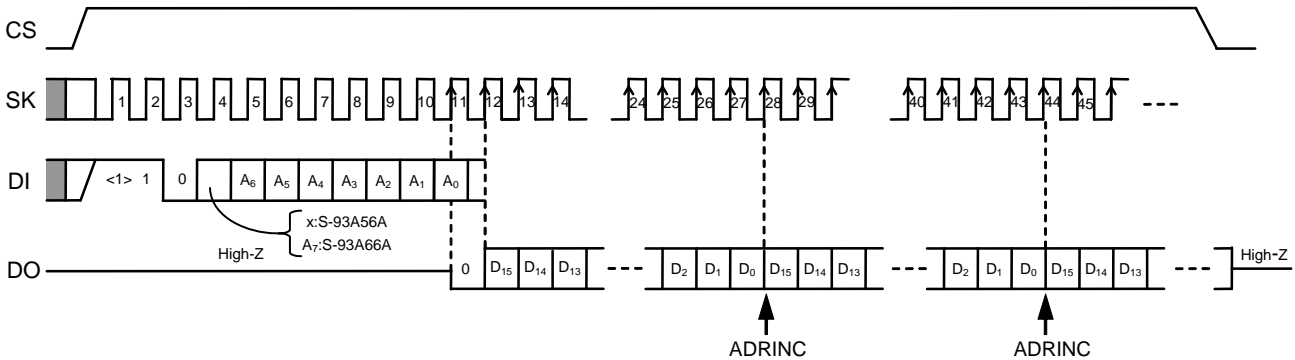 CS
SK 1 2 3 4 5 6 7 8 9 10 11 12 13 14 24 25 26 27 28 29 40 41 42 43 44 45
DI <1> 1 0 A₆ A₅ A₄ A₃ A₂ A₁ A₀
x:S-93A56A
A₇:S-93A66A
High-Z
DO 0 D₁₅ D₁₄ D₁₃ D₂ D₁ D₀ D₁₅ D₁₄ D₁₃ D₂ D₁ D₀ D₁₅ D₁₄ D₁₃ High-Z
ADRINC ADRINC